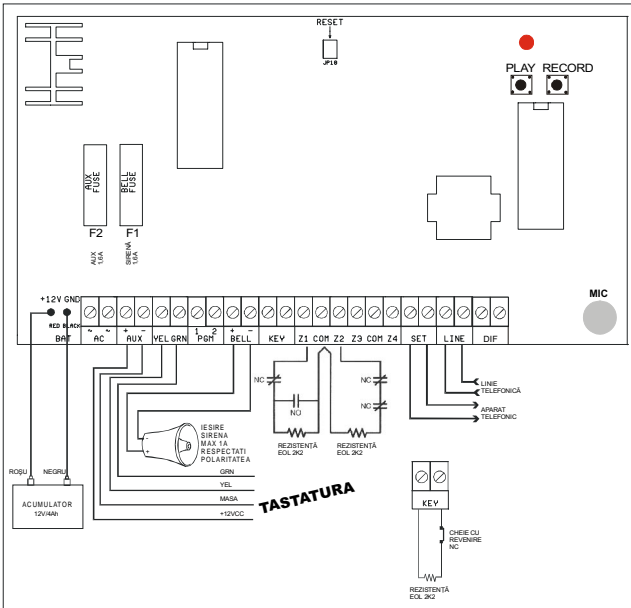 RESET
JP10
PLAY RECORD
AUX FUSE
BELL FUSE
F2 F1
AUX 1,6A
SIRENĂ 1,6A
MIC
+12V GND
RED BLACK
BAT
~ ~ + - 1 2 + -
AC AUX YEL GRN PGM BELL KEY Z1 COM Z2 Z3 COM Z4 SET LINE DIF
NC
NO
NC
NC
LINIE
TELEFONICĂ
APARAT
TELEFONIC
REZISTENȚĂ
EOL 2K2
REZISTENȚĂ
EOL 2K2
-
+
IESIRE
SIRENA
MAX 1A
RESPECTATI
POLARITATEA
ROȘU NEGRU
ACUMULATOR
12V/4Ah
GRN
YEL
MASA
+12VCC
TASTATURA
KEY
CHEIE CU
REVENIRE
NC
REZISTENȚĂ
EOL 2K2